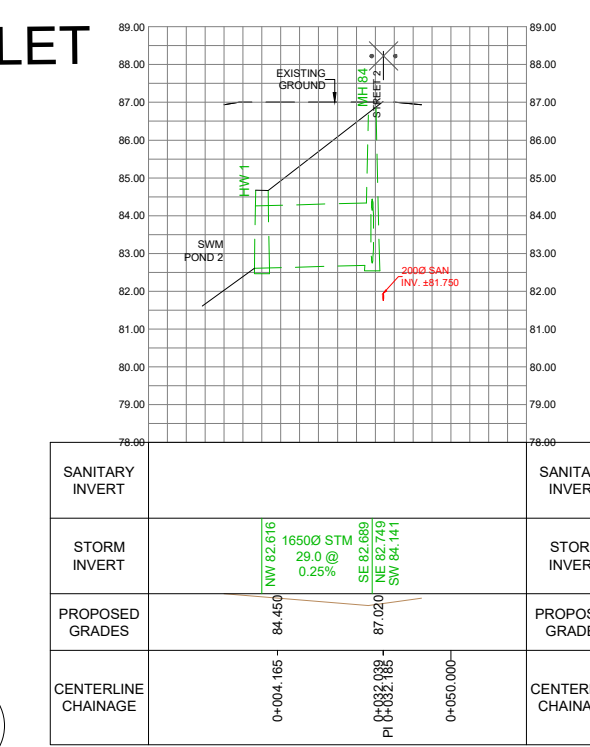 LET
89.00
88.00
87.00
86.00
85.00
84.00
83.00
82.00
81.00
80.00
79.00
78.00
89.00
88.00
87.00
86.00
85.00
84.00
83.00
82.00
81.00
80.00
79.00
78.00
EXISTING
GROUND
MH 84
STREET 2
HW 1
SWM
POND 2
200Ø SAN
INV. ±81.750
SANITARY
INVERT
SANITA
INVER
STORM
INVERT
NW 82.616
1650Ø STM
29.0 @
0.25%
SE 82.689
NE 82.749
SW 84.141
STOR
INVE
PROPOSED
GRADES
84.450
87.020
PROPOS
GRADE
CENTERLINE
CHAINAGE
0+004.165
0+032.039
PI 0+032.185
0+050.000
CENTER
CHAINA